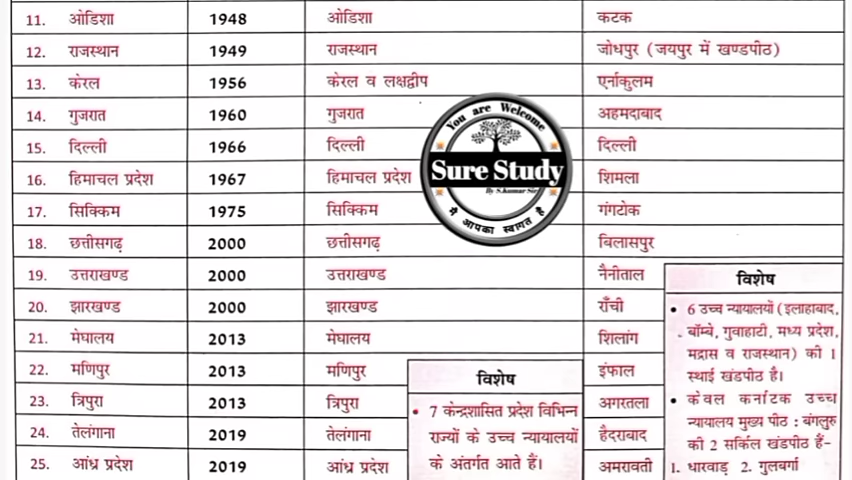 11. ओडिशा 1948 ओडिशा कटक
12. राजस्थान 1949 राजस्थान जोधपुर (जयपुर में खण्डपीठ)
13. केरल 1956 केरल व लक्षद्वीप एर्नाकुलम
14. गुजरात 1960 गुजरात अहमदाबाद
15. दिल्ली 1966 दिल्ली दिल्ली
16. हिमाचल प्रदेश 1967 हिमाचल प्रदेश शिमला
17. सिक्किम 1975 सिक्किम गंगटोक
18. छत्तीसगढ़ 2000 छत्तीसगढ़ बिलासपुर
19. उत्तराखण्ड 2000 उत्तराखण्ड नैनीताल
20. झारखण्ड 2000 झारखण्ड राँची
21. मेघालय 2013 मेघालय शिलांग
22. मणिपुर 2013 मणिपुर इंफाल
23. त्रिपुरा 2013 त्रिपुरा अगरतला
24. तेलंगाना 2019 तेलंगाना हैदराबाद
25. आंध्र प्रदेश 2019 आंध्र प्रदेश अमरावती
You are Welcome
Sure Study
By S.Kumar Sir
मै आपका स्वागत है
विशेष
• 7 केन्द्रशासित प्रदेश विभिन्न
राज्यों के उच्च न्यायालयों
के अंतर्गत आते हैं।
विशेष
• 6 उच्च न्यायालयों (इलाहाबाद,
बॉम्बे, गुवाहाटी, मध्य प्रदेश,
मद्रास व राजस्थान) की 1
स्थाई खंडपीठ है।
• केवल कर्नाटक उच्च
न्यायालय मुख्य पीठ : बंगलुरु
की 2 सर्किल खंडपीठ हैं-
1. धारवाड़ 2. गुलबर्गा